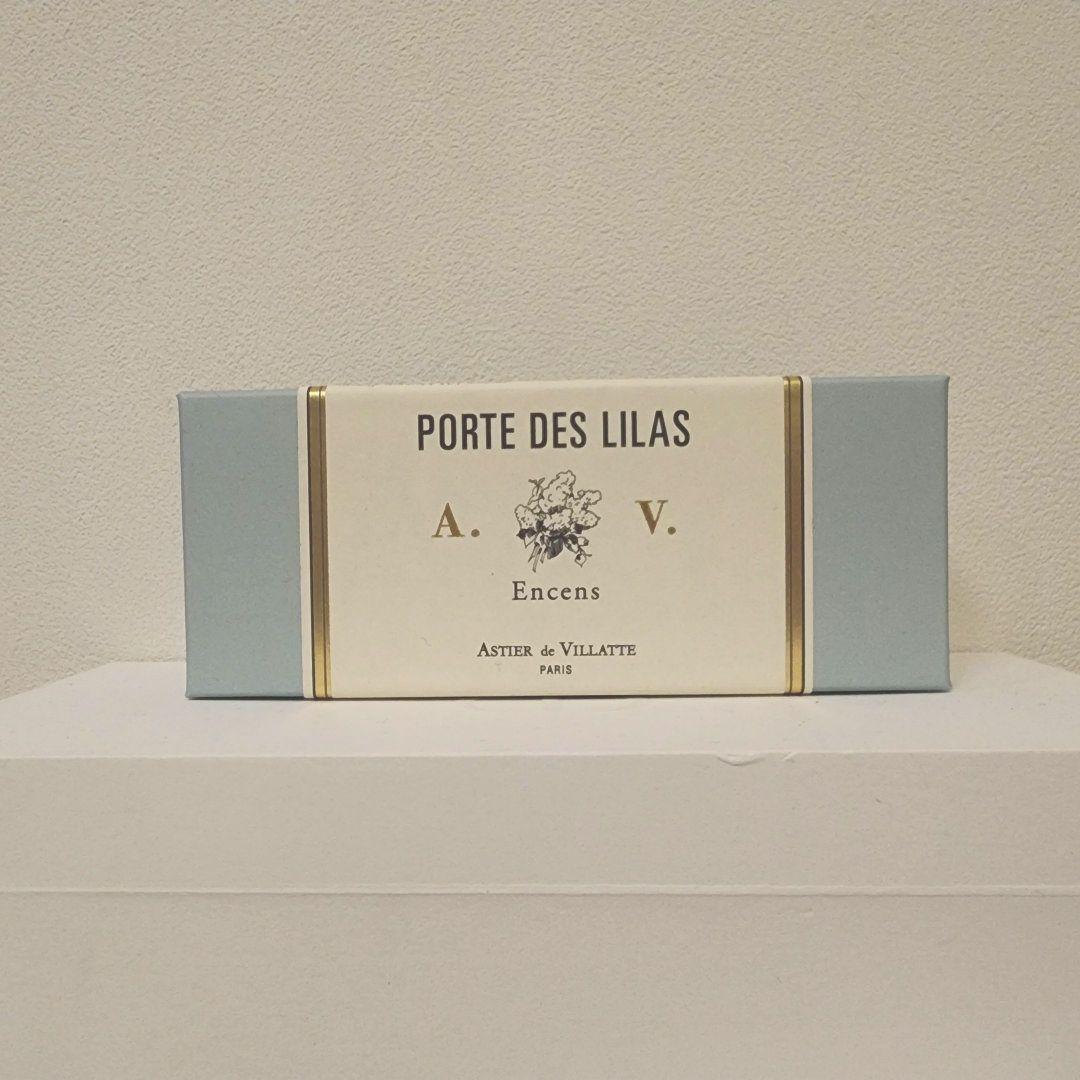 PORTE DES LILAS
A. V.
Encens
ASTIER de VILLATTE
PARIS